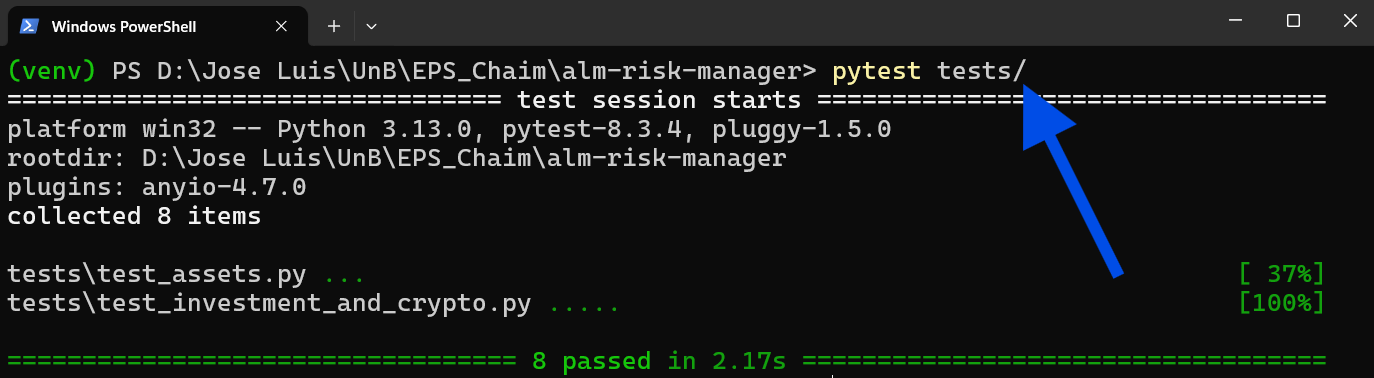 Windows PowerShell
(venv) PS D:\Jose Luis\UnB\EPS_Chaim\alm-risk-manager> pytest tests/
================================= test session starts ==================================
platform win32 -- Python 3.13.0, pytest-8.3.4, pluggy-1.5.0
rootdir: D:\Jose Luis\UnB\EPS_Chaim\alm-risk-manager
plugins: anyio-4.7.0
collected 8 items
tests\test_assets.py ... [ 37%]
tests\test_investment_and_crypto.py ..... [100%]
================================== 8 passed in 2.17s ===================================